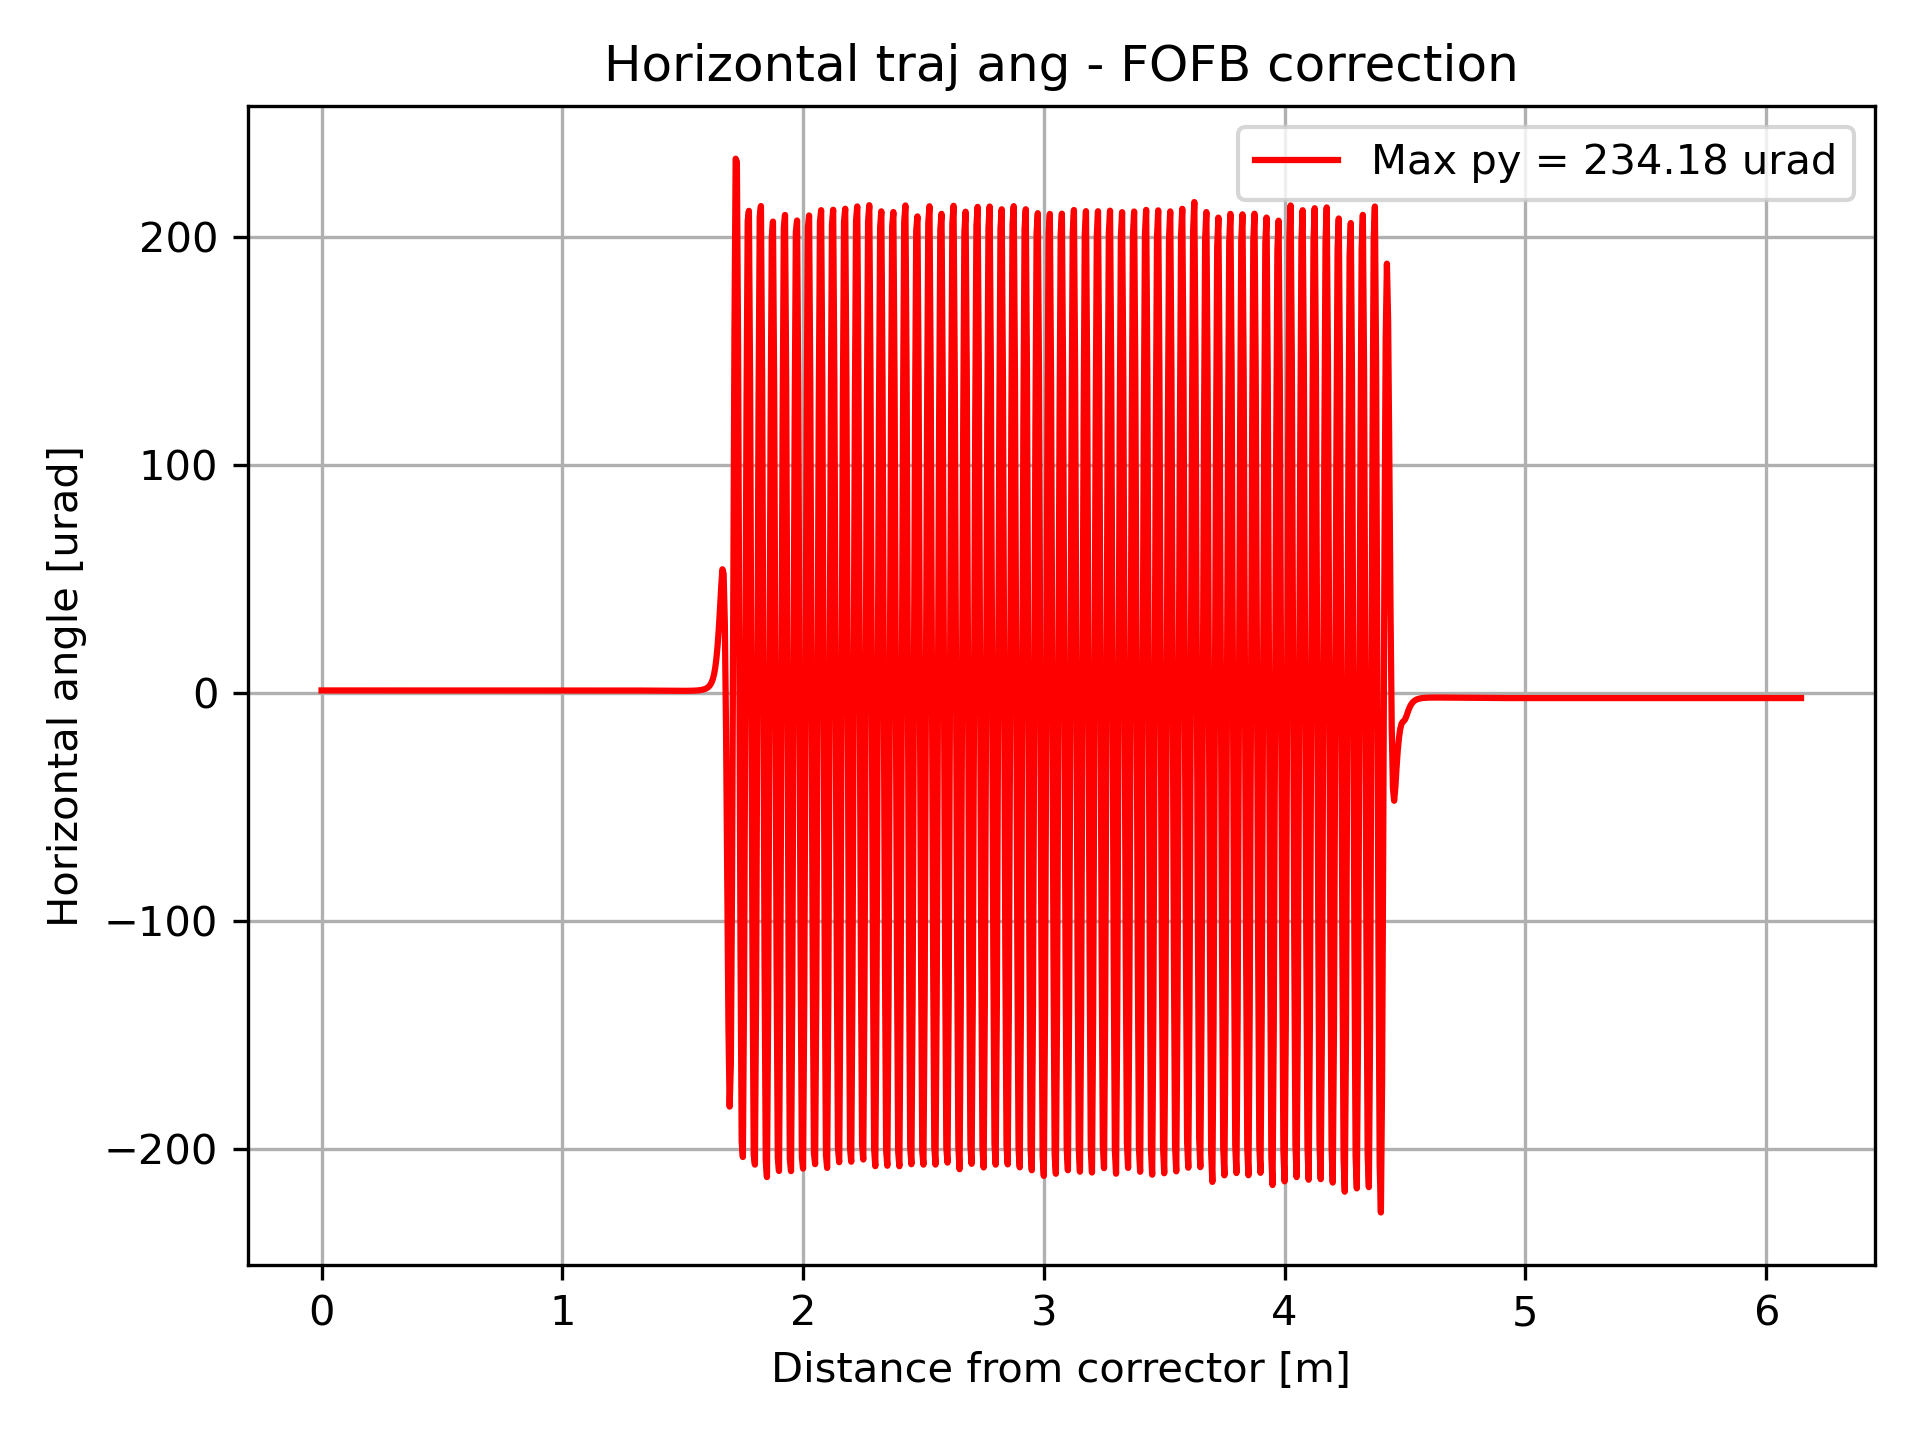 Horizontal traj ang - FOFB correction
Max py = 234.18 urad
Horizontal angle [urad]
200
100
0
−100
−200
0 1 2 3 4 5 6
Distance from corrector [m]